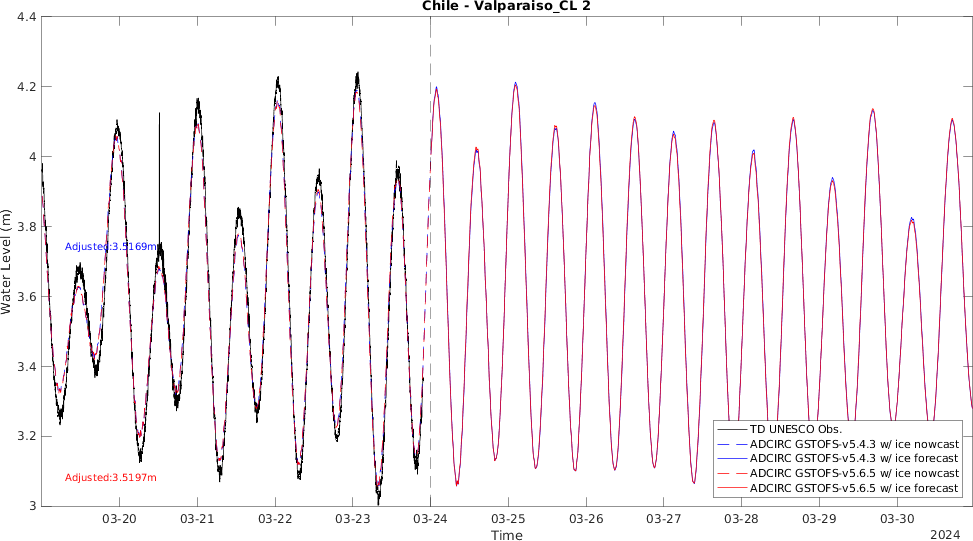 Chile - Valparaiso_CL 2
4.4
4.2
4
3.8
3.6
3.4
3.2
3
Water Level (m)
Adjusted:3.5169m
Adjusted:3.5197m
TD UNESCO Obs.
ADCIRC GSTOFS-v5.4.3 w/ ice nowcast
ADCIRC GSTOFS-v5.4.3 w/ ice forecast
ADCIRC GSTOFS-v5.6.5 w/ ice nowcast
ADCIRC GSTOFS-v5.6.5 w/ ice forecast
03-20 03-21 03-22 03-23 03-24 03-25 03-26 03-27 03-28 03-29 03-30
Time
2024